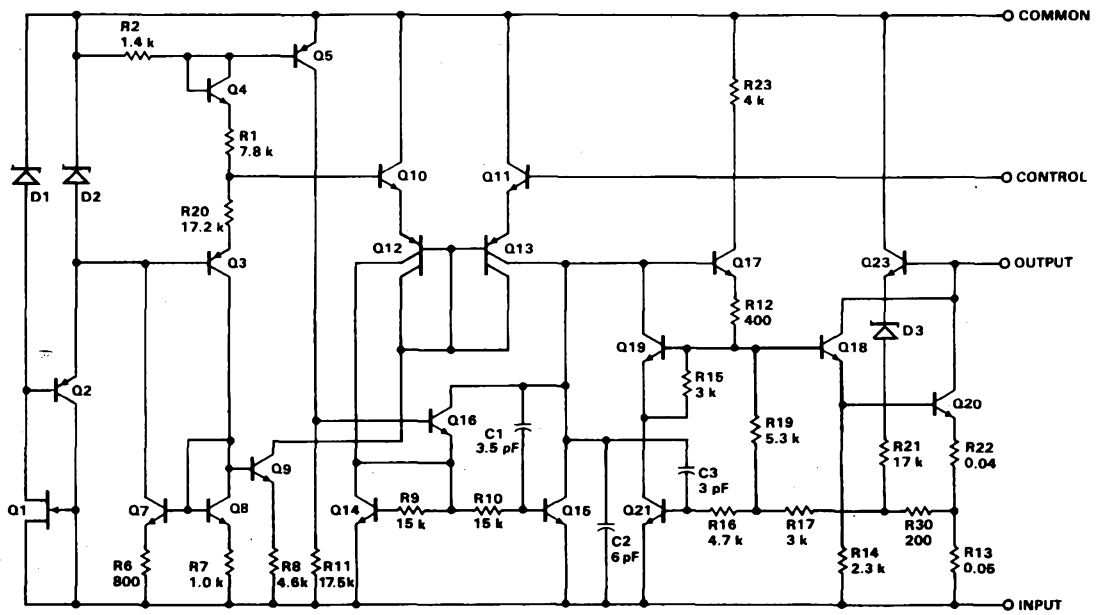 COMMON
R2
1.4 k
Q5
Q4
R23
4 k
R1
7.8 k
D1
D2
Q10
Q11
CONTROL
R20
17.2 k
Q12
Q13
Q3
Q17
Q23
OUTPUT
R12
400
D3
Q19
Q18
Q2
R15
3 k
Q20
Q16
C1
3.5 pF
R19
5.3 k
R21
17 k
R22
0.04
Q9
C3
3 pF
Q1
Q7
Q8
Q14
R9
15 k
R10
15 k
Q15
Q21
R16
4.7 k
R17
3 k
R30
200
C2
6 pF
R6
800
R7
1.0 k
R8
4.6k
R11
17.5k
R14
2.3 k
R13
0.05
INPUT